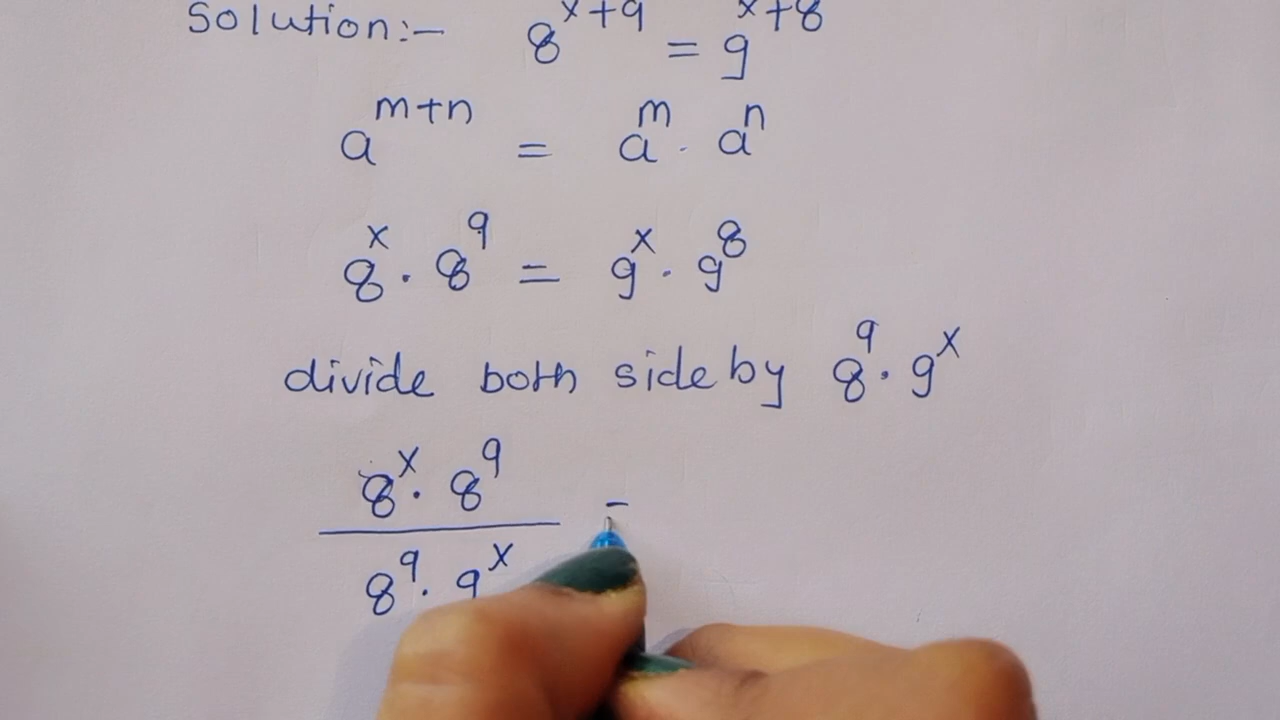 Solution:- 8^{x+9} = 9^{x+8}
a^{m+n} = a^m · a^n
8^x · 8^9 = 9^x · 9^8
divide both side by 8^9 · 9^x
\frac{8^x · 8^9}{8^9 · 9^x} -